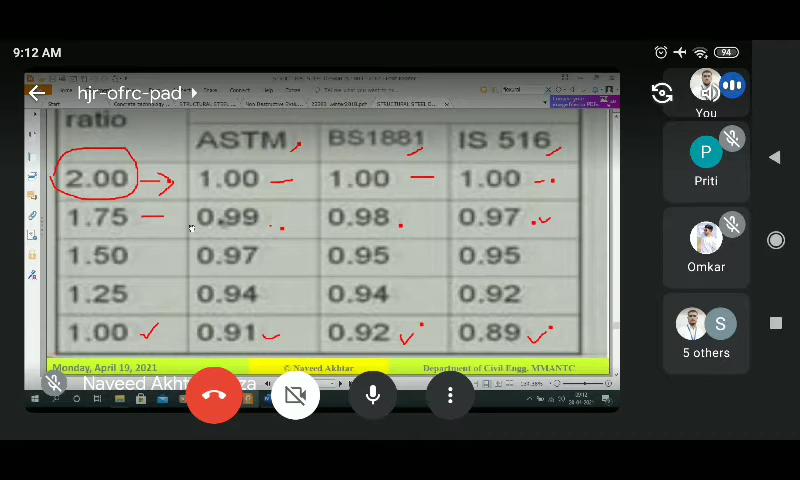 9:12 AM
94
hjr-ofrc-pad
You
Priti
Omkar
S
5 others
P
Start
ratio
ASTM BS1881 IS 516
2.00 1.00 1.00 1.00
1.75 0.99 0.98 0.97
1.50 0.97 0.95 0.95
1.25 0.94 0.94 0.92
1.00 0.91 0.92 0.89
Monday, April 19, 2021 © Naveed Akhtar Department of Civil Engg. MMANTC
Naveed Akht